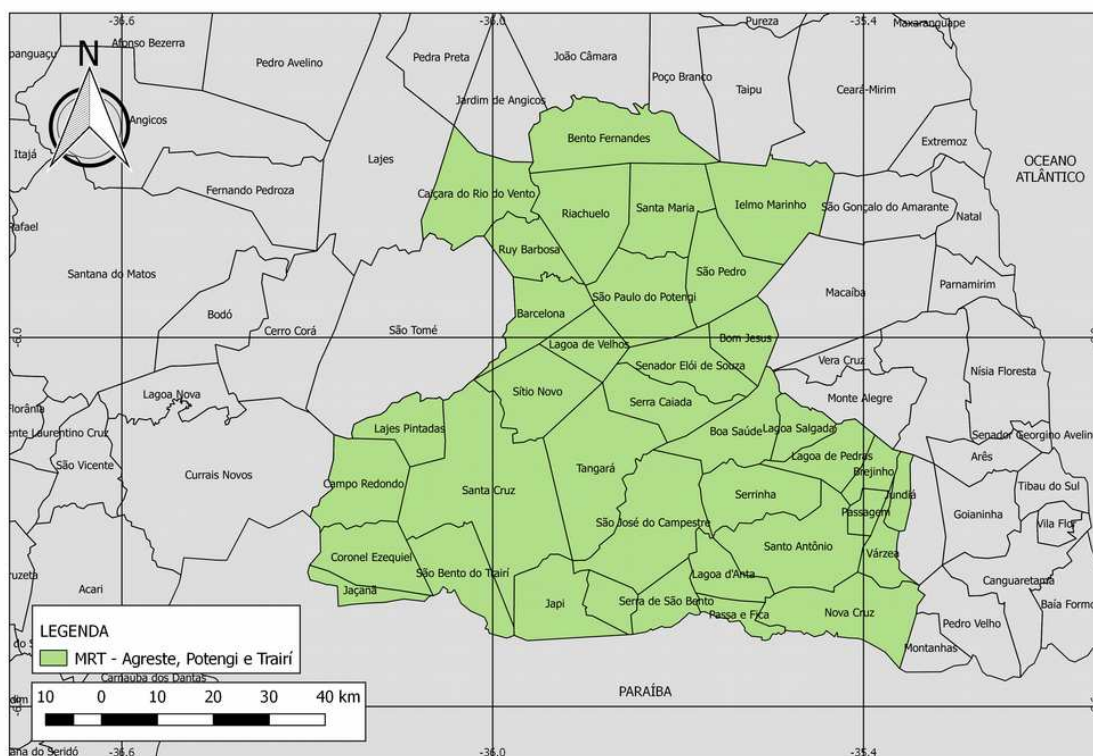 -36.6
-36.0
-35.4
Pureza
Maxaranguape
Afonso Bezerra
panguaçu
Pedro Avelino
Pedra Preta
João Câmara
N
Poço Branco
Taipu
Ceará-Mirim
Jardim de Angicos
Angicos
Bento Fernandes
Extremoz
Itajá
Lajes
OCEANO
ATLÂNTICO
Fernando Pedroza
Caiçara do Rio do Vento
Riachuelo
Santa Maria
Ielmo Marinho
São Gonçalo do Amarante
Natal
Rafael
Ruy Barbosa
Santana do Matos
São Pedro
Parnamirim
São Paulo do Potengi
Macaíba
Bodó
Barcelona
Cerro Corá
São Tomé
-6.0
Lagoa de Velhos
Bom Jesus
Vera Cruz
Senador Elói de Souza
Nísia Floresta
Lagoa Nova
Sítio Novo
Serra Caiada
Monte Alegre
Florânia
Lajes Pintadas
Boa Saúde
Lagoa Salgada
Senador Georgino Avelin
ente Laurentino Cruz
São Vicente
Currais Novos
Tangará
Lagoa de Pedras
Arês
Brejinho
Campo Redondo
Santa Cruz
Serrinha
Jundiá
Tibau do Sul
Passagem
Goianinha
Vila Flor
São José do Campestre
Santo Antônio
Várzea
Coronel Ezequiel
São Bento do Trairí
Lagoa d'Anta
ruzeta
Acari
Jaçanã
Japi
Serra de São Bento
Canguaretama
Passa e Fica
Nova Cruz
Baía Formo
Pedro Velho
Montanhas
LEGENDA
MRT - Agreste, Potengi e Trairí
Carnaúba dos Dantas
PARAÍBA
10 0 10 20 30 40 km
ana do Seridó
-36.6
-36.0
-35.4